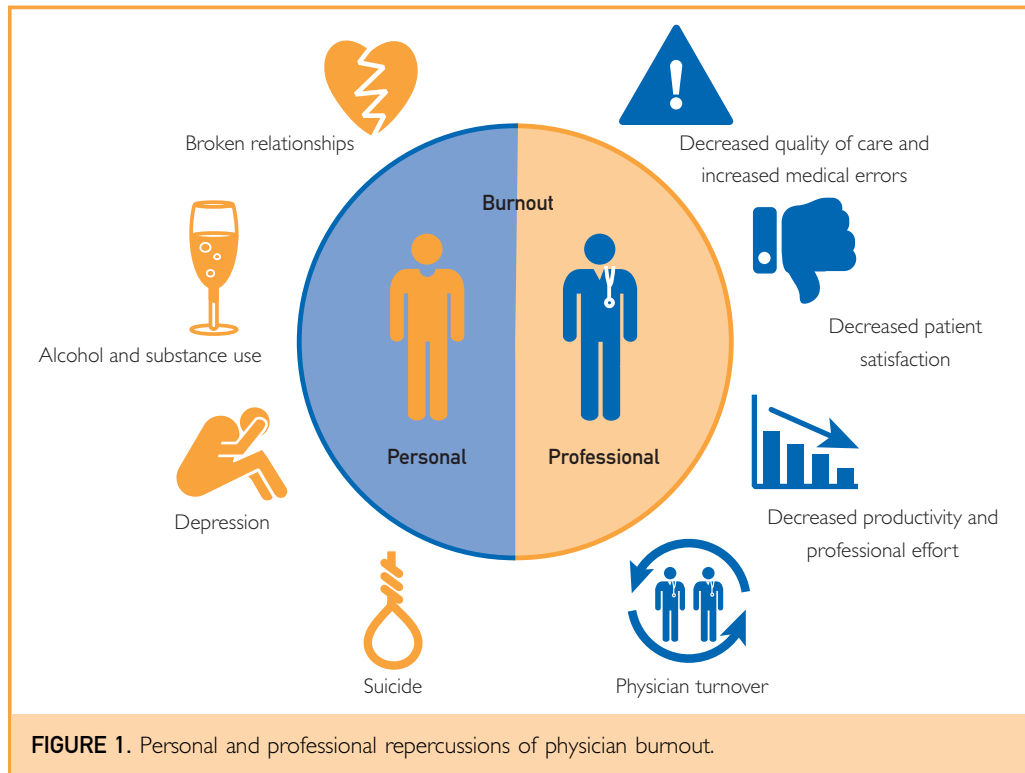 Broken relationships
Decreased quality of care and
increased medical errors
Burnout
Alcohol and substance use
Decreased patient
satisfaction
Personal
Professional
Depression
Decreased productivity and
professional effort
Suicide
Physician turnover
FIGURE 1. Personal and professional repercussions of physician burnout.